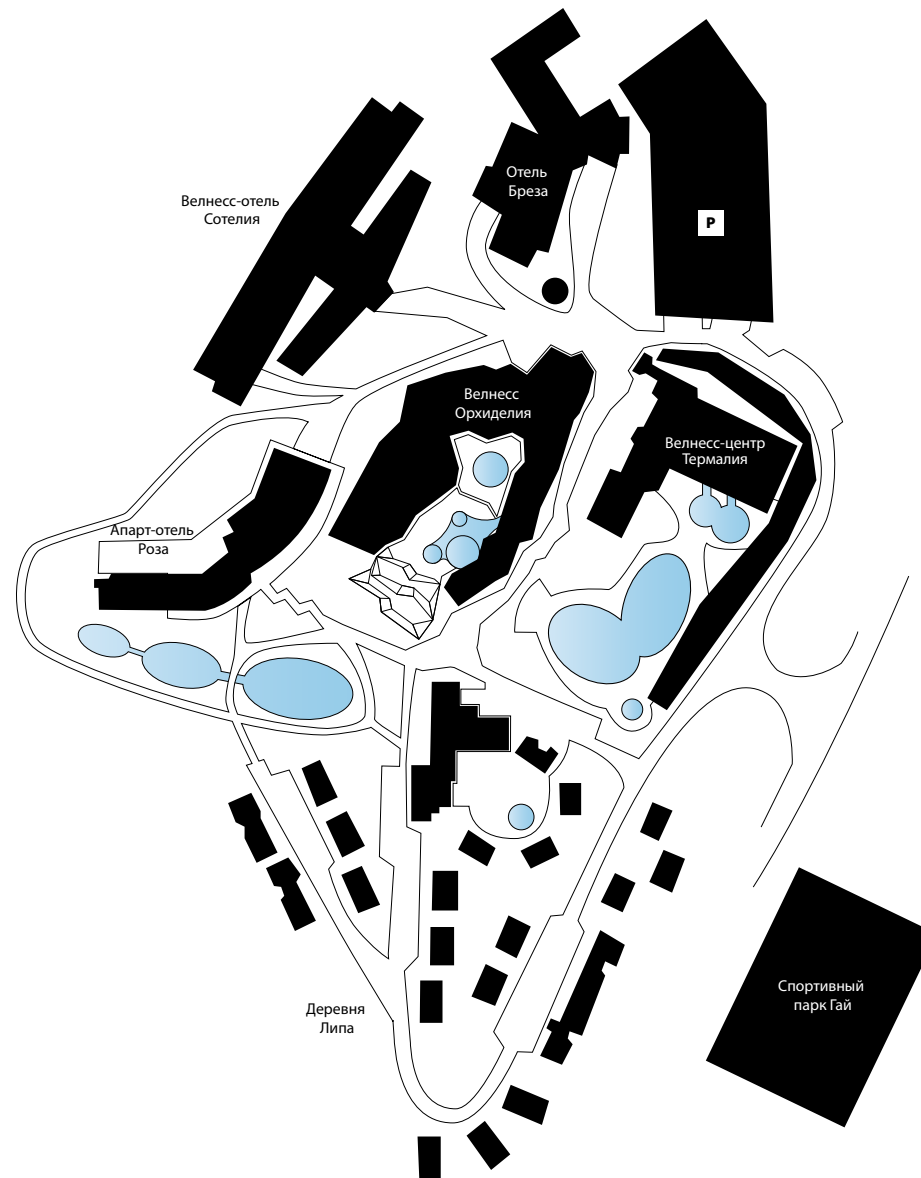 Отель
Бреза
Велнесс-отель
Сотелия
P
Велнесс
Орхиделия
Велнесс-центр
Термалия
Апарт-отель
Роза
Спортивный
парк Гай
Деревня
Липа